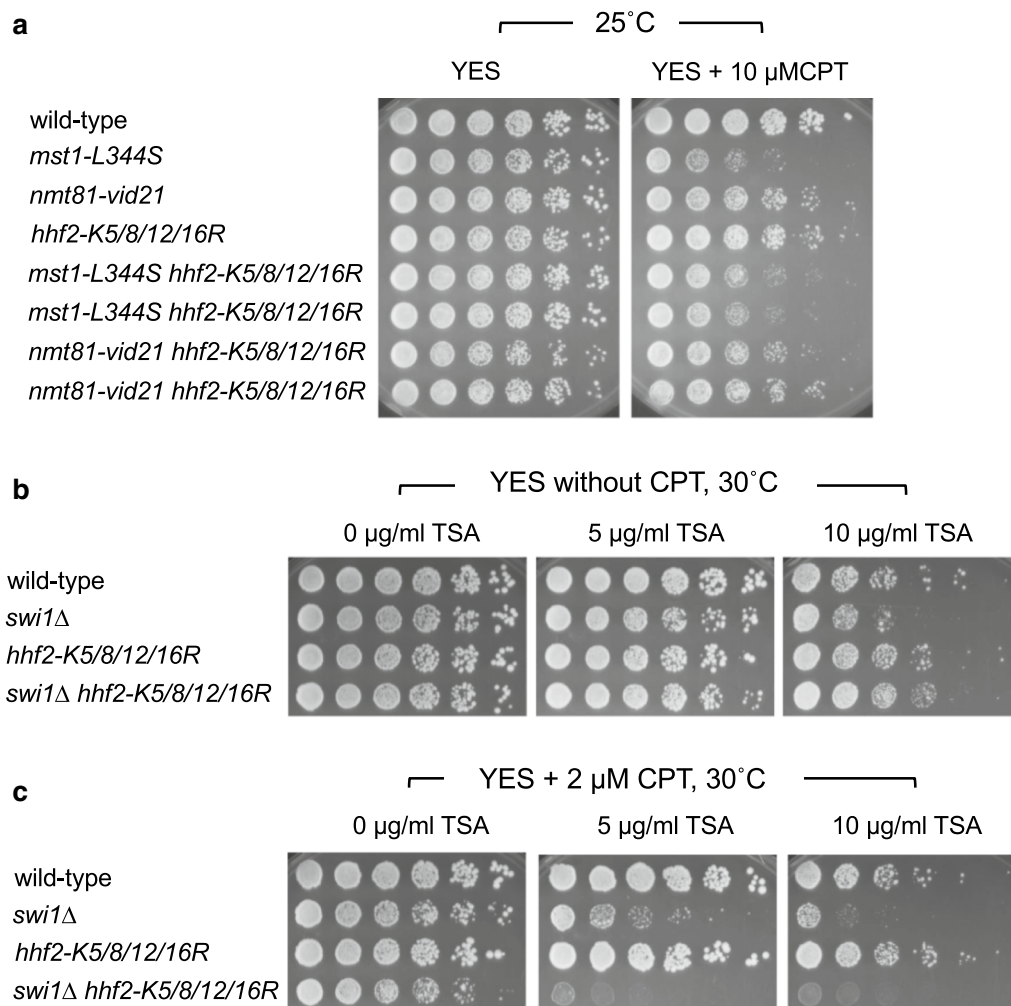 a
25˚C
YES
YES + 10 µMCPT
wild-type
mst1-L344S
nmt81-vid21
hhf2-K5/8/12/16R
mst1-L344S hhf2-K5/8/12/16R
mst1-L344S hhf2-K5/8/12/16R
nmt81-vid21 hhf2-K5/8/12/16R
nmt81-vid21 hhf2-K5/8/12/16R
b
YES without CPT, 30˚C
0 µg/ml TSA
5 µg/ml TSA
10 µg/ml TSA
wild-type
swi1Δ
hhf2-K5/8/12/16R
swi1Δ hhf2-K5/8/12/16R
c
YES + 2 µM CPT, 30˚C
0 µg/ml TSA
5 µg/ml TSA
10 µg/ml TSA
wild-type
swi1Δ
hhf2-K5/8/12/16R
swi1Δ hhf2-K5/8/12/16R